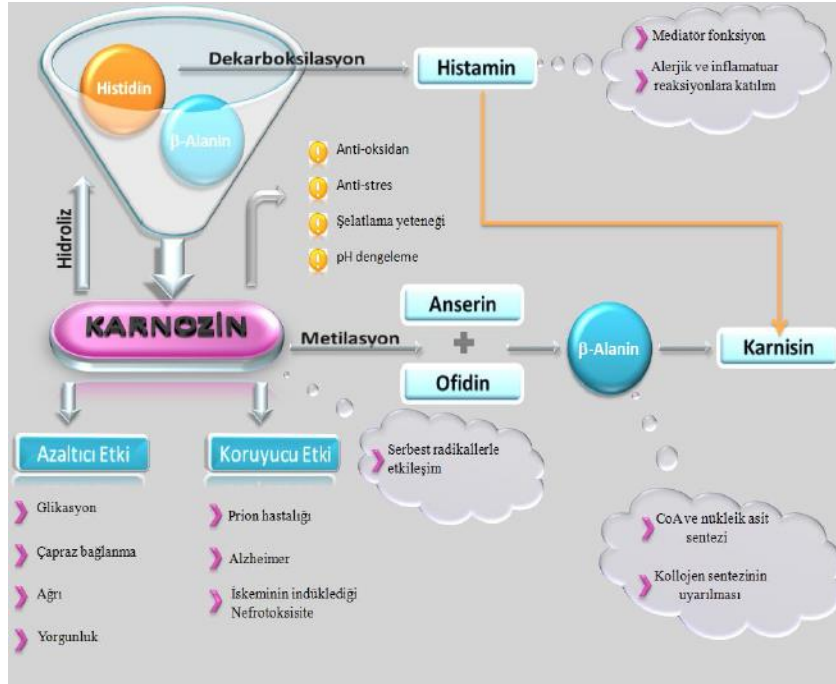 Dekarboksilasyon
Histamin
Mediatör fonksiyon
Alerjik ve inflamatuar
reaksiyonlara katılım
Histidin
β-Alanin
Anti-oksidan
Anti-stres
Şelatlama yeteneği
pH dengeleme
Hidroliz
KARNOZİN
Metilasyon
Anserin
Ofidin
β-Alanin
Karnisin
Azaltıcı Etki
Glikasyon
Çapraz bağlanma
Ağrı
Yorgunluk
Koruyucu Etki
Prion hastalığı
Alzheimer
İskeminin indüklediği
Nefrotoksisite
Serbest radikallerle
etkileşim
CoA ve nükleik asit
sentezi
Kollojen sentezinin
uyarılması